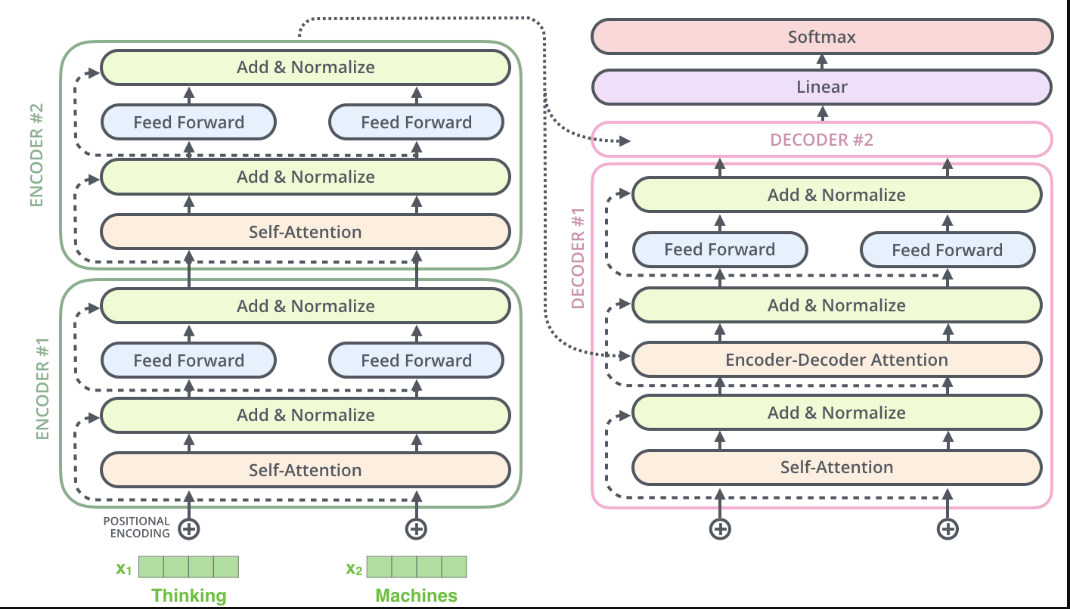 ENCODER #2
Add & Normalize
Feed Forward
Feed Forward
Add & Normalize
Self-Attention
ENCODER #1
Add & Normalize
Feed Forward
Feed Forward
Add & Normalize
Self-Attention
POSITIONAL
ENCODING
x₁
x₂
Thinking
Machines
Softmax
Linear
DECODER #2
DECODER #1
Add & Normalize
Feed Forward
Feed Forward
Add & Normalize
Encoder-Decoder Attention
Add & Normalize
Self-Attention